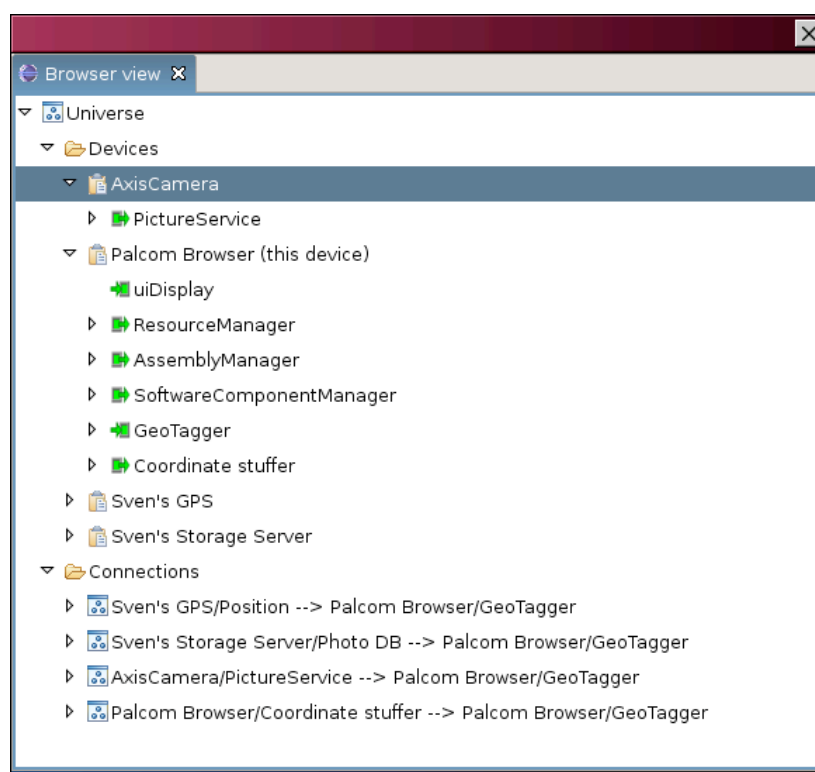 Browser view
Universe
Devices
AxisCamera
PictureService
Palcom Browser (this device)
uiDisplay
ResourceManager
AssemblyManager
SoftwareComponentManager
GeoTagger
Coordinate stuffer
Sven's GPS
Sven's Storage Server
Connections
Sven's GPS/Position --> Palcom Browser/GeoTagger
Sven's Storage Server/Photo DB --> Palcom Browser/GeoTagger
AxisCamera/PictureService --> Palcom Browser/GeoTagger
Palcom Browser/Coordinate stuffer --> Palcom Browser/GeoTagger